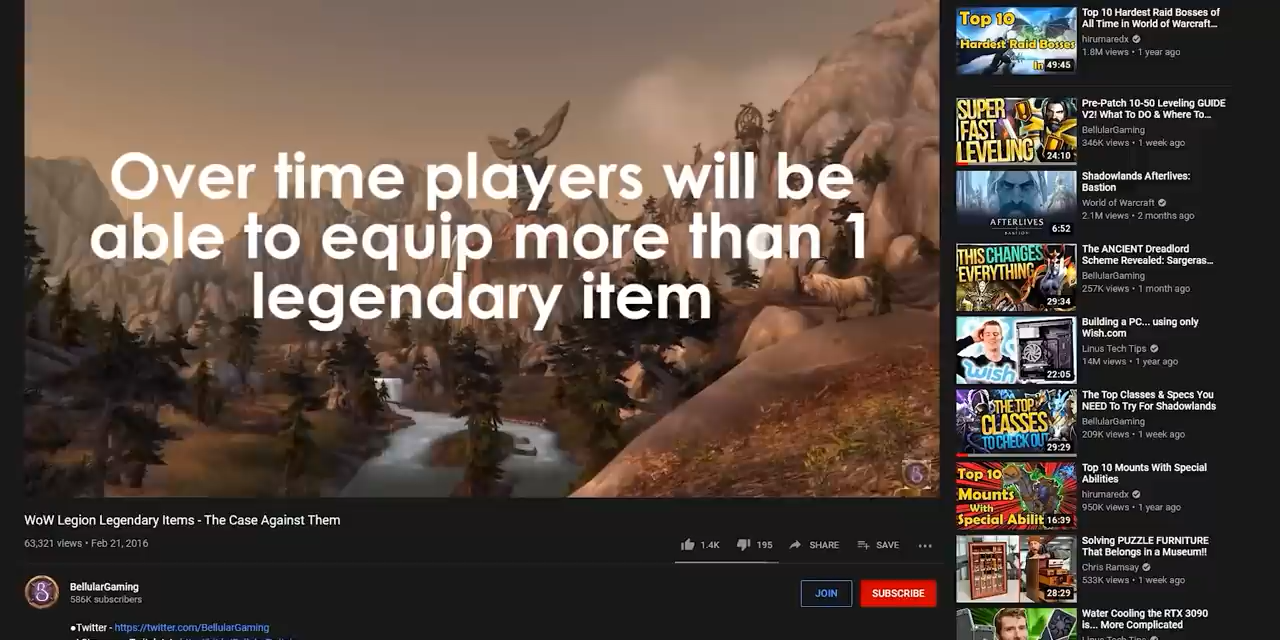 Over time players will be
able to equip more than 1
legendary item
WoW Legion Legendary Items - The Case Against Them
63,321 views • Feb 21, 2016
1.4K
195
SHARE
SAVE
BellularGaming
586K subscribers
JOIN
SUBSCRIBE
●Twitter - https://twitter.com/BellularGaming
Top 10
Hardest Raid Bosses
In
49:45
Top 10 Hardest Raid Bosses of
All Time in World of Warcraft...
hirumaredx
1.8M views • 1 year ago
SUPER
FAST
LEVELING
24:10
Pre-Patch 10-50 Leveling GUIDE
V2! What To DO & Where To...
BellularGaming
346K views • 1 week ago
AFTERLIVES
BASTION
6:52
Shadowlands Afterlives:
Bastion
World of Warcraft
2.1M views • 2 months ago
THIS CHANGES
EVERYTHING
29:34
The ANCIENT Dreadlord
Scheme Revealed: Sargeras...
BellularGaming
257K views • 1 month ago
wish
22:05
Building a PC... using only
Wish.com
Linus Tech Tips
14M views • 1 year ago
THE TOP
CLASSES
TO CHECK OUT
29:29
The Top Classes & Specs You
NEED To Try For Shadowlands
BellularGaming
209K views • 1 week ago
Top 10
Mounts
With
Special Abilit
16:39
Top 10 Mounts With Special
Abilities
hirumaredx
950K views • 1 year ago
28:29
Solving PUZZLE FURNITURE
That Belongs in a Museum!!
Chris Ramsay
533K views • 1 week ago
Water Cooling the RTX 3090
is... More Complicated
Linus Tech Tips